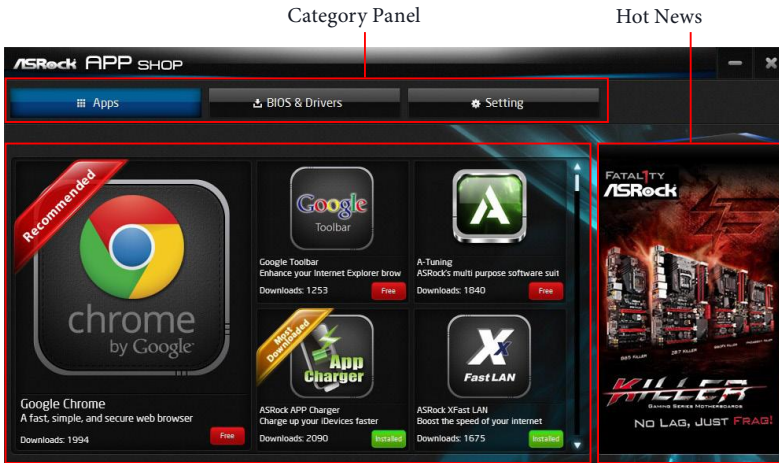 Category Panel
Hot News
ASRock APP SHOP
Apps
BIOS & Drivers
Setting
Recommended
chrome
by Google
Google Chrome
A fast, simple, and secure web browser
Downloads: 1994
Free
Google
Toolbar
Google Toolbar
Enhance your Internet Explorer brow
Downloads: 1253
Free
A-Tuning
ASRock's multi purpose software suit
Downloads: 1840
Free
Most
Downloaded
App
Charger
ASRock APP Charger
Charge up your iDevices faster
Downloads: 2090
Installed
Fast LAN
ASRock XFast LAN
Boost the speed of your internet
Downloads: 1675
Installed
FATAL1TY
ASRock
KILLER
GAMING SERIES MOTHERBOARDS
NO LAG, JUST FRAG!